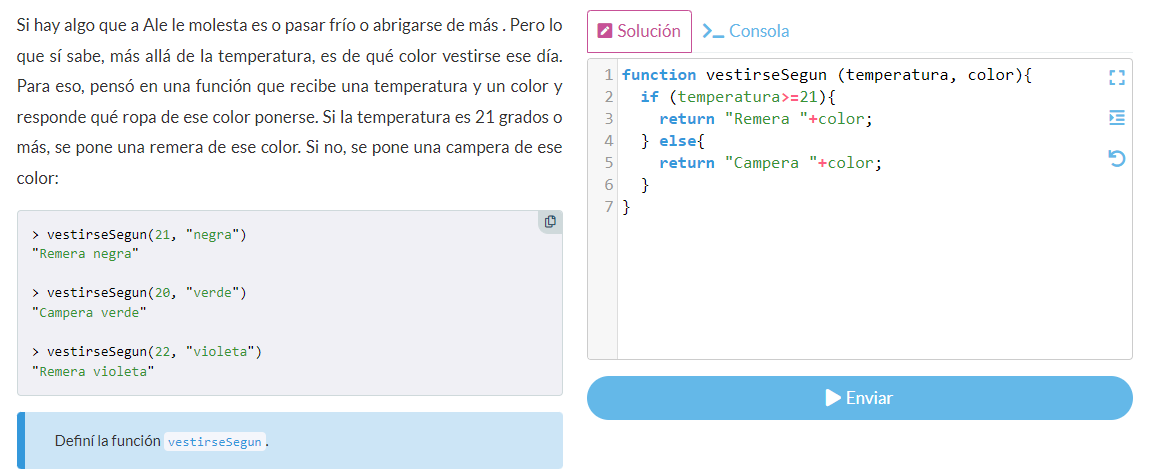 Si hay algo que a Ale le molesta es o pasar frío o abrigarse de más . Pero lo
que sí sabe, más allá de la temperatura, es de qué color vestirse ese día.
Para eso, pensó en una función que recibe una temperatura y un color y
responde qué ropa de ese color ponerse. Si la temperatura es 21 grados o
más, se pone una remera de ese color. Si no, se pone una campera de ese
color:
> vestirseSegun(21, "negra")
"Remera negra"
> vestirseSegun(20, "verde")
"Campera verde"
> vestirseSegun(22, "violeta")
"Remera violeta"
Definí la función vestirseSegun.
Solución
>_ Consola
1 function vestirseSegun (temperatura, color){
2   if (temperatura>=21){
3     return "Remera "+color;
4   } else{
5     return "Campera "+color;
6   }
7 }
Enviar